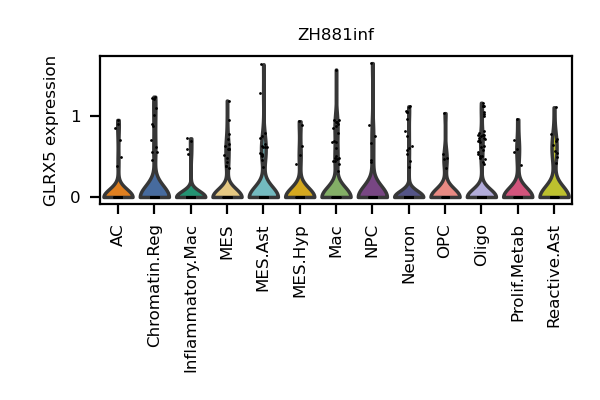 ZH881inf
GLRX5 expression
1
0
AC
Chromatin.Reg
Inflammatory.Mac
MES
MES.Ast
MES.Hyp
Mac
NPC
Neuron
OPC
Oligo
Prolif.Metab
Reactive.Ast